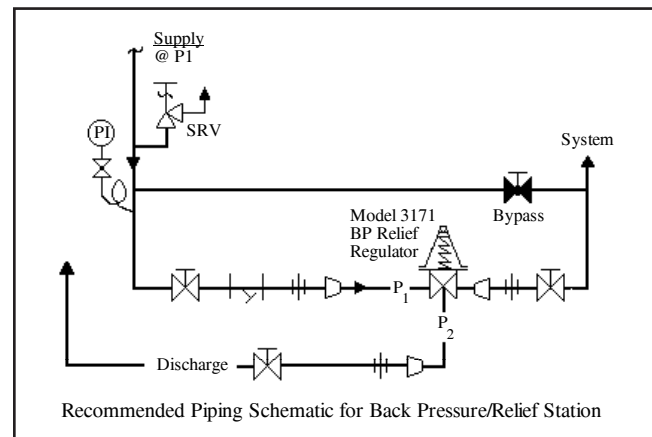 Supply
@ P1
SRV
PI
System
Bypass
Model 3171
BP Relief
Regulator
P1
P2
Discharge
Recommended Piping Schematic for Back Pressure/Relief Station